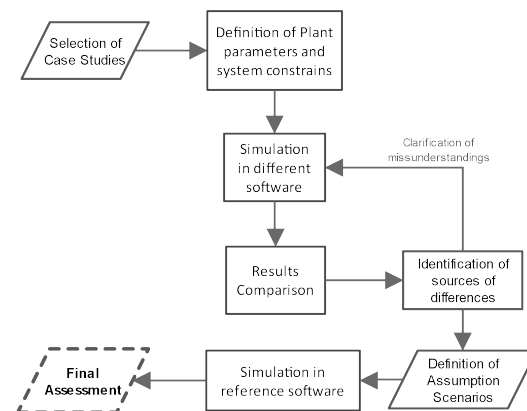 Selection of
Case Studies
Definition of Plant
parameters and
system constrains
Simulation
in different
software
Clarification of
missunderstandings
Results
Comparison
Identification of
sources of
differences
Definition of
Assumption
Scenarios
Simulation in
reference software
Final
Assessment